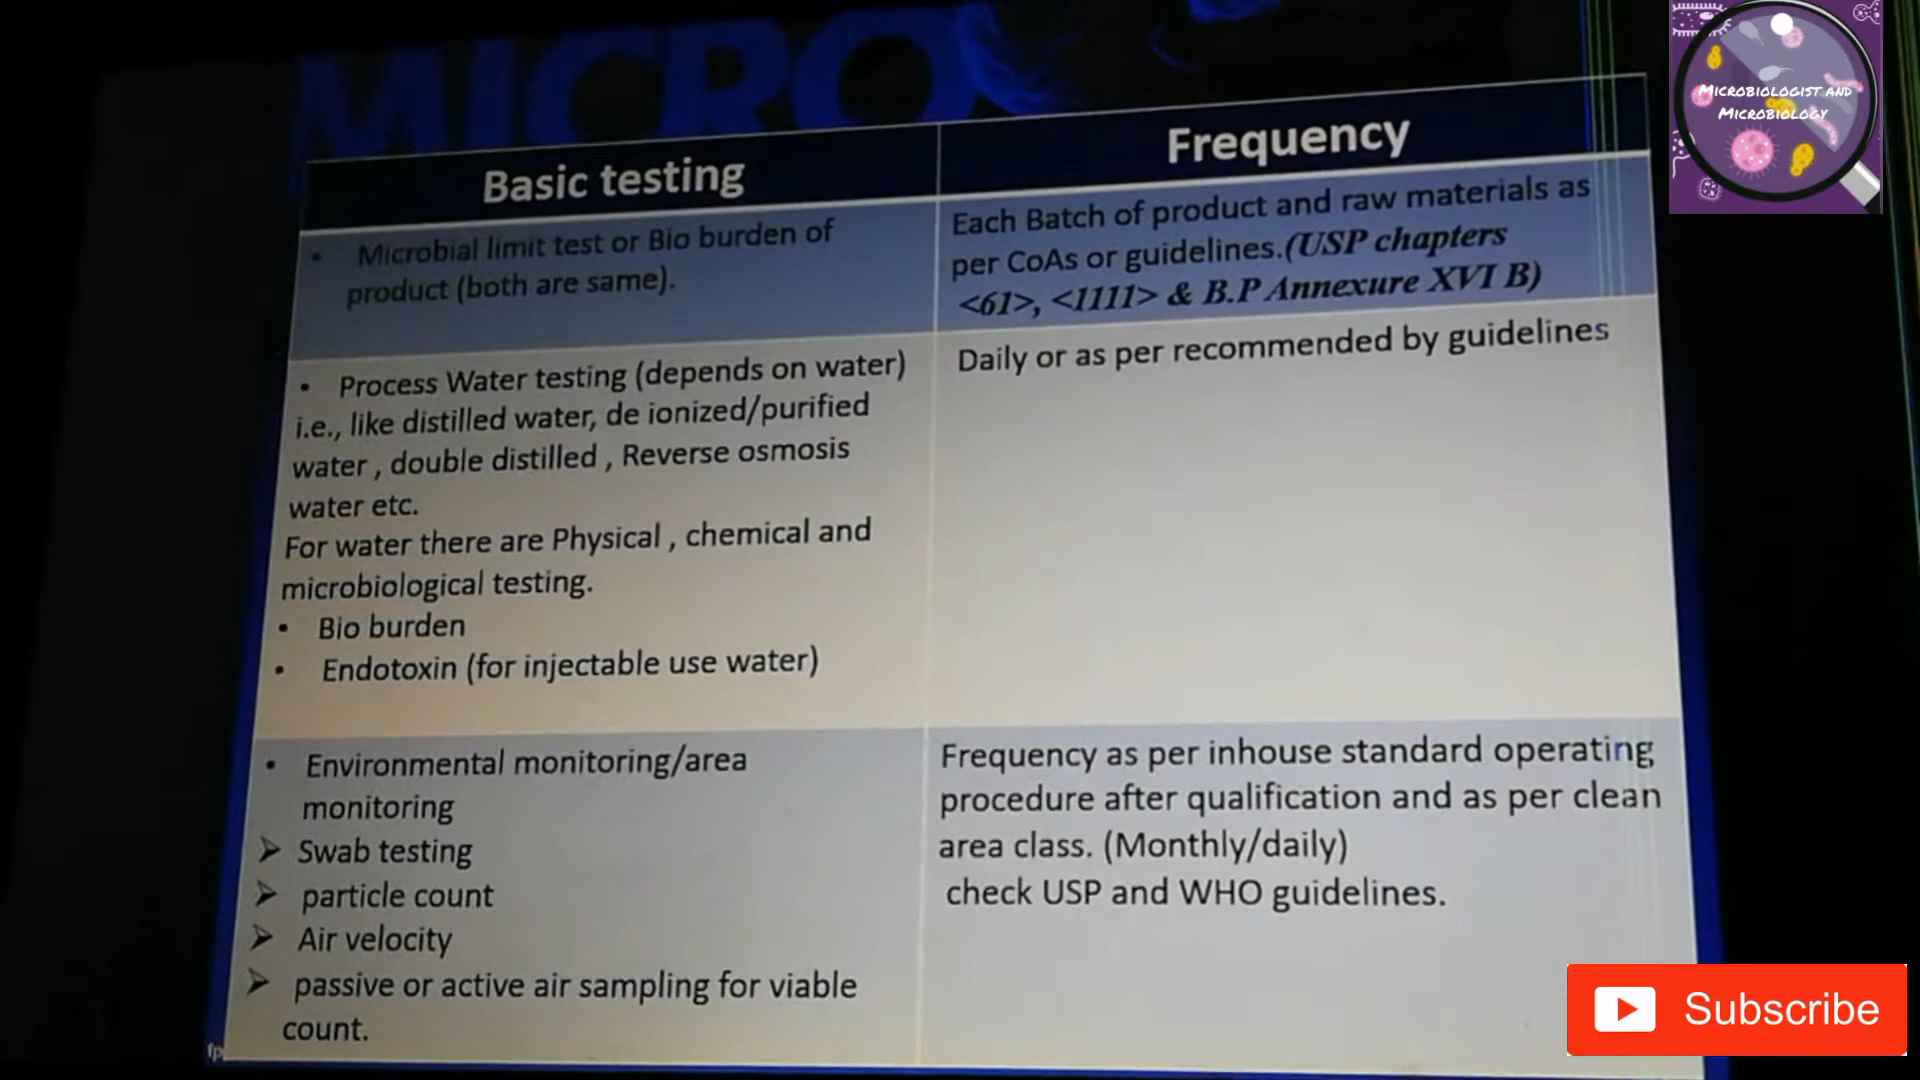 MICRO
MICROBIOLOGIST AND
MICROBIOLOGY
Basic testing
Frequency
• Microbial limit test or Bio burden of
product (both are same).
Each Batch of product and raw materials as
per CoAs or guidelines.(USP chapters
<61>, <1111> & B.P Annexure XVI B)
• Process Water testing (depends on water)
i.e., like distilled water, de ionized/purified
water , double distilled , Reverse osmosis
water etc.
For water there are Physical , chemical and
microbiological testing.
• Bio burden
• Endotoxin (for injectable use water)
Daily or as per recommended by guidelines
• Environmental monitoring/area
monitoring
➢ Swab testing
➢ particle count
➢ Air velocity
➢ passive or active air sampling for viable
count.
Frequency as per inhouse standard operating
procedure after qualification and as per clean
area class. (Monthly/daily)
check USP and WHO guidelines.
Subscribe